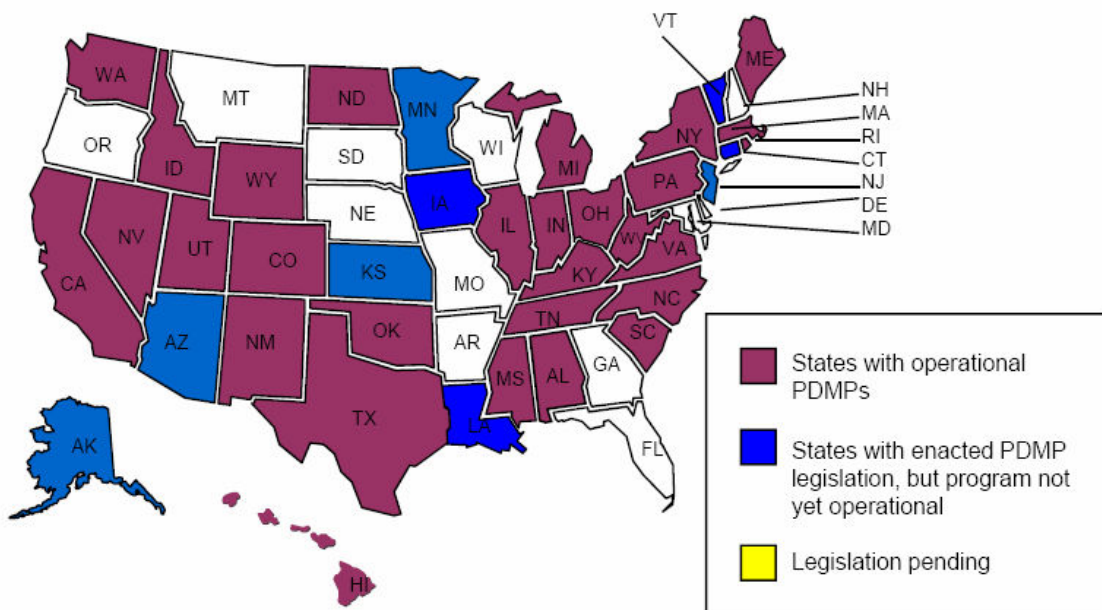 VT
ME
WA
MT
ND
MN
NH
MA
RI
CT
NJ
DE
MD
OR
ID
WY
SD
WI
MI
NY
PA
NE
IA
NV
UT
CO
KS
IL
IN
OH
WV
VA
CA
MO
KY
NC
AZ
NM
OK
AR
TN
SC
TX
LA
MS
AL
GA
FL
AK
HI
States with operational
PDMPs
States with enacted PDMP
legislation, but program not
yet operational
Legislation pending